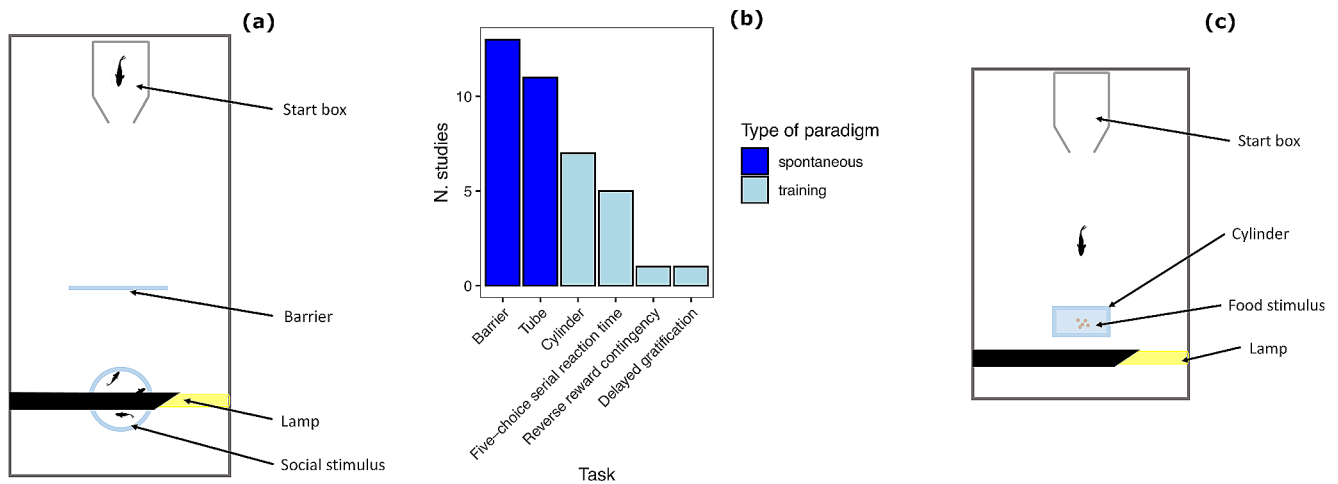 (a)
Start box
Barrier
Lamp
Social stimulus
(b)
N. studies
10
5
0
Barrier
Tube
Cylinder
Five−choice serial reaction time
Reverse reward contingency
Delayed gratification
Task
Type of paradigm
spontaneous
training
(c)
Start box
Cylinder
Food stimulus
Lamp